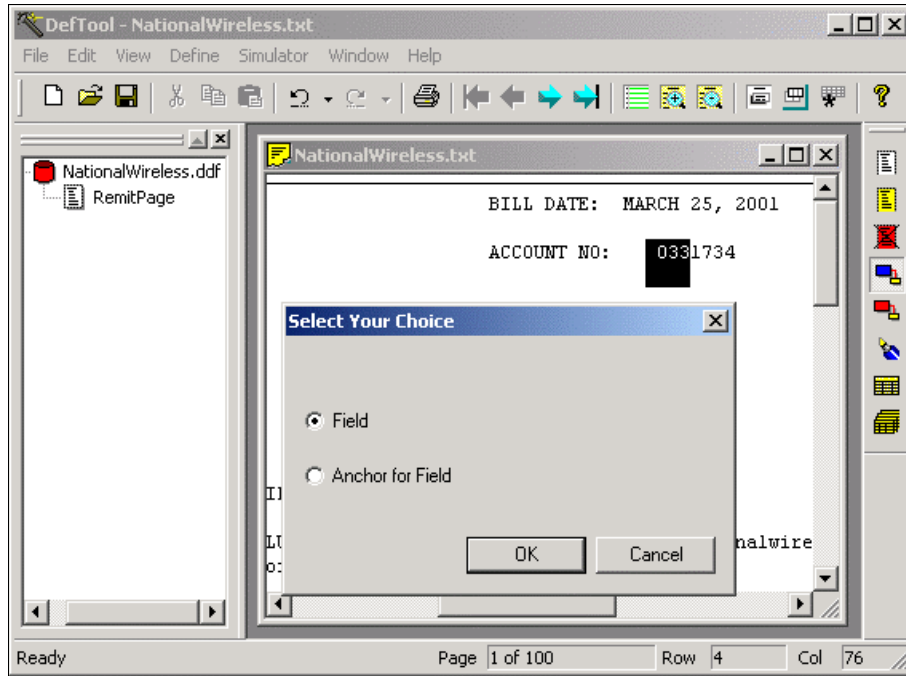 DefTool - NationalWireless.txt
File Edit View Define Simulator Window Help
NationalWireless.ddf
RemitPage
NationalWireless.txt
BILL DATE: MARCH 25, 2001
ACCOUNT NO: 0331734
Select Your Choice
Field
Anchor for Field
OK Cancel
nalwire
Ready Page 1 of 100 Row 4 Col 76